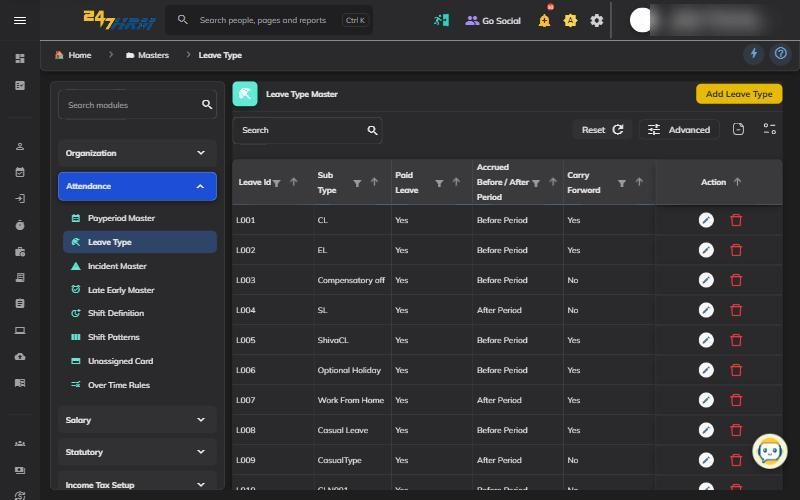 247 HRM
Search people, pages and reports
Ctrl K
Go Social
Home > Masters > Leave Type
Search modules
Organization
Attendance
Payperiod Master
Leave Type
Incident Master
Late Early Master
Shift Definition
Shift Patterns
Unassigned Card
Over Time Rules
Salary
Statutory
Income Tax Setup
Leave Type Master
Add Leave Type
Search
Reset
Advanced
Leave Id Sub Type Paid Leave Accrued Before / After Period Carry Forward Action
L001 CL Yes Before Period Yes
L002 EL Yes Before Period Yes
L003 Compensatory off Yes Before Period No
L004 SL Yes After Period No
L005 ShivaCL Yes Before Period Yes
L006 Optional Holiday Yes Before Period Yes
L007 Work From Home Yes After Period Yes
L008 Casual Leave Yes Before Period Yes
L009 CasualType Yes After Period No